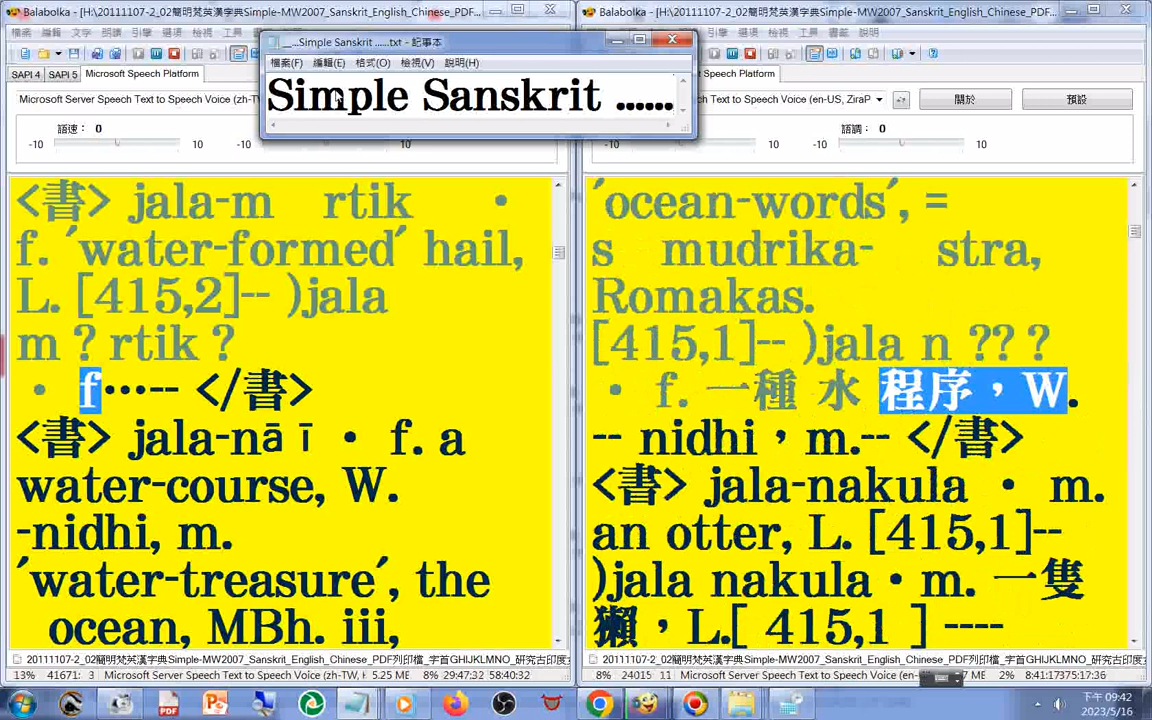 Balabolka - [H:\20111107-2_02簡明梵英漢字典Simple-MW2007_Sanskrit_English_Chinese_PDF...
Balabolka - [H:\20111107-2_02簡明梵英漢字典Simple-MW2007_Sanskrit_English_Chinese_PDF...
檔案 編輯 文字 朗讀 引擎
SAPI 4 SAPI 5 Microsoft Speech Platform
t Speech Platform
__...Simple Sanskrit ......txt - 記事本
檔案(F) 編輯(E) 格式(O) 檢視(V) 說明(H)
Simple Sanskrit ......
Microsoft Server Speech Text to Speech Voice (zh-TW
rosoft Server Speech Text to Speech Voice (en-US, ZiraP
關於
預設
語速： 0
語調： 0
-10 10 -10 10
-10 10 -10 10
<書> jala-m rtik •
f. 'water-formed' hail,
L. [415,2]-- )jala
m ? rtik ?
• f…-- </書>
<書> jala-nāī • f. a
water-course, W.
-nidhi, m.
'water-treasure', the
ocean, MBh. iii,
'ocean-words', =
s mudrika- stra,
Romakas.
[415,1]-- )jala n ?? ?
• f. 一種 水 程序，W.
-- nidhi，m.-- </書>
<書> jala-nakula • m.
an otter, L. [415,1]--
)jala nakula • m. 一隻
獺，L.[ 415,1 ] ----
20111107-2_02簡明梵英漢字典Simple-MW2007_Sanskrit_English_Chinese_PDF列印檔_字首GHIJKLMNO_研究古印度
20111107-2_02簡明梵英漢字典Simple-MW2007_Sanskrit_English_Chinese_PDF列印檔_字首GHIJKLMNO_研究古印度
13% 41671: 3 Microsoft Server Speech Text to Speech Voice (zh-TW, 5.25 ME 8% 29:47:32 58:40:32
8% 24015 11 Microsoft Server Speech Text to Speech Voice 2% 8:41:17375:17:36
下午 09:42
2023/5/16